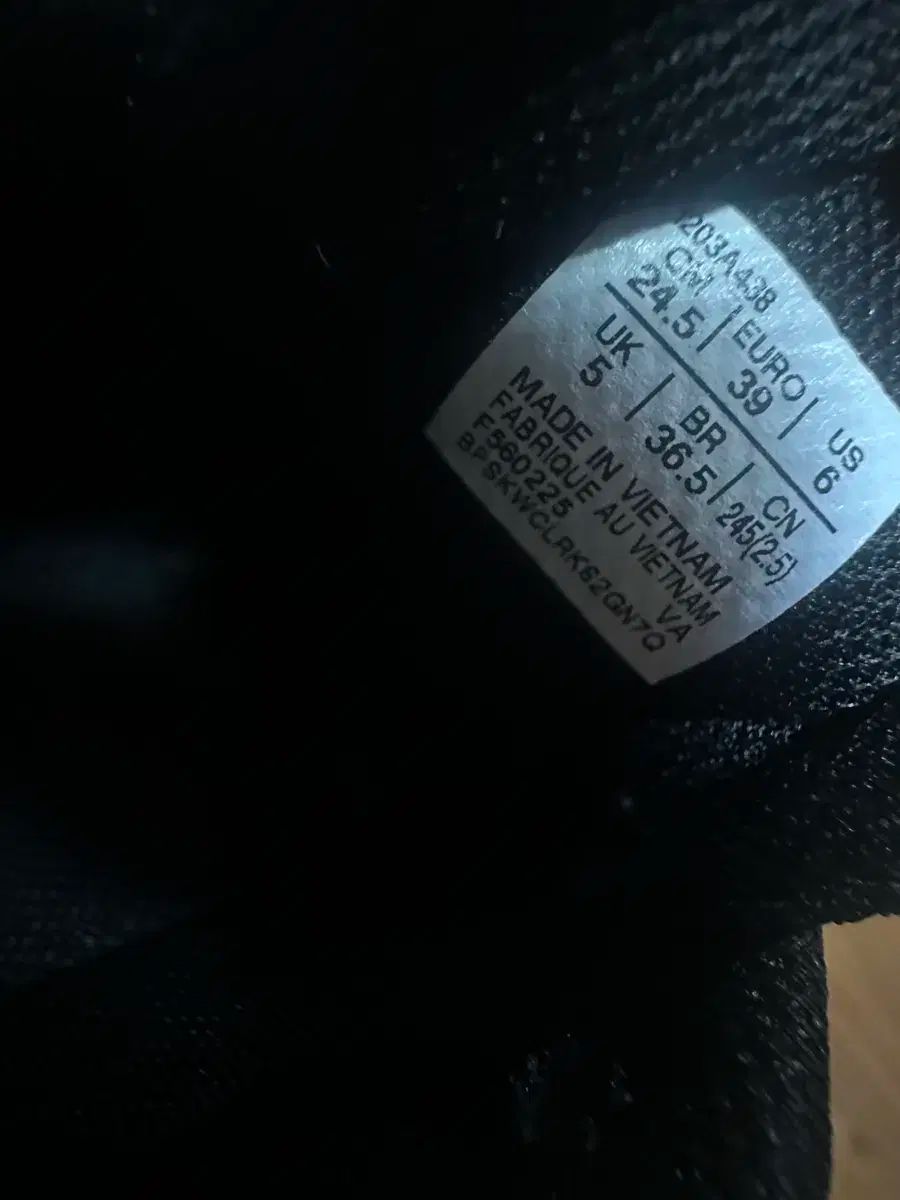 203A438
CM | EURO | US
24.5 | 39 | 6
UK | BR | CN
5 | 36.5 | 245(2.5)
MADE IN VIETNAM
FABRIQUE AU VIETNAM
F560225 VA